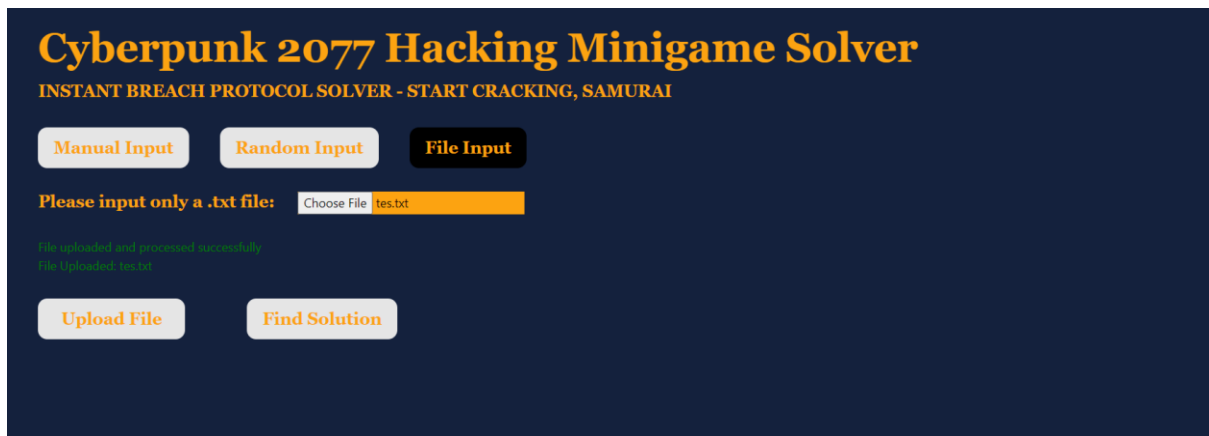 Cyberpunk 2077 Hacking Minigame Solver
INSTANT BREACH PROTOCOL SOLVER - START CRACKING, SAMURAI
Manual Input Random Input File Input
Please input only a .txt file: Choose File tes.txt
File uploaded and processed successfully
File Uploaded: tes.txt
Upload File Find Solution